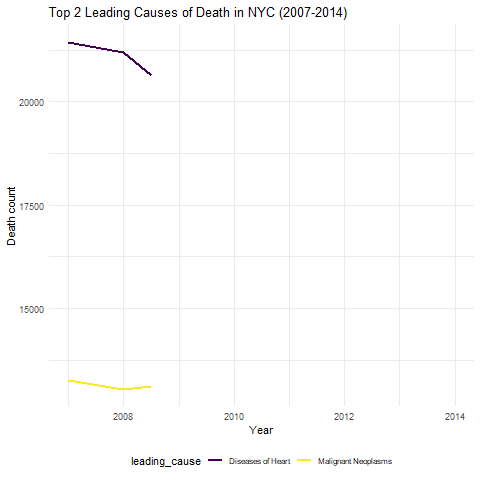 Top 2 Leading Causes of Death in NYC (2007-2014)
Death count
20000
17500
15000
2008 2010 2012 2014
Year
leading_cause Diseases of Heart Malignant Neoplasms